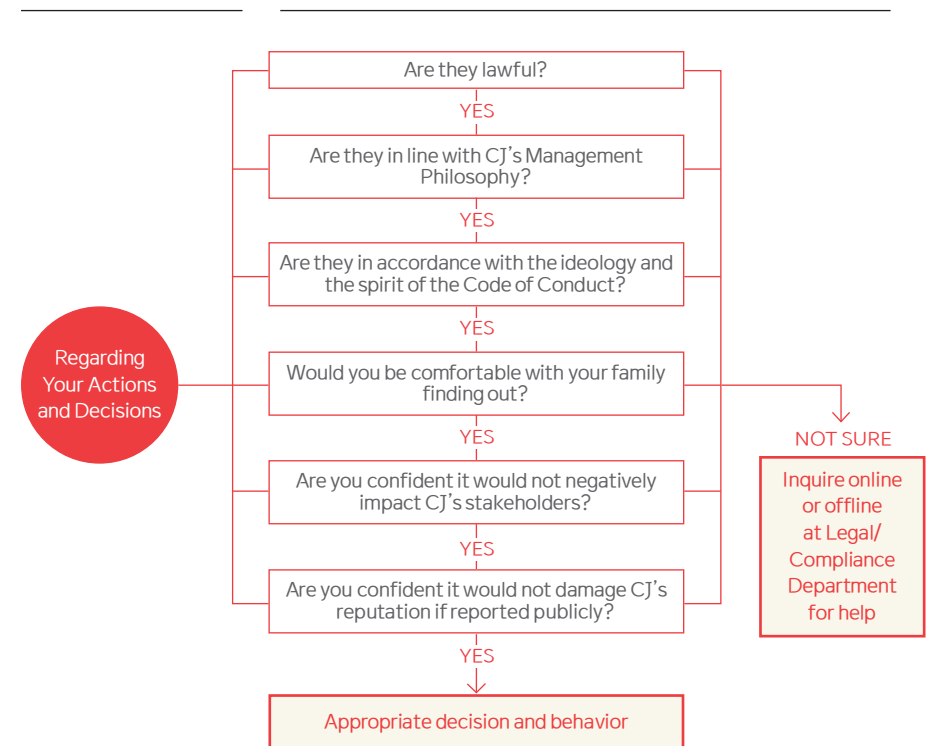 Are they lawful?
YES
Are they in line with CJ's Management
Philosophy?
YES
Are they in accordance with the ideology and
the spirit of the Code of Conduct?
YES
Regarding
Your Actions
and Decisions
Would you be comfortable with your family
finding out?
YES
NOT SURE
Inquire online
or offline
at Legal/
Compliance
Department
for help
Are you confident it would not negatively
impact CJ's stakeholders?
YES
Are you confident it would not damage CJ's
reputation if reported publicly?
YES
Appropriate decision and behavior